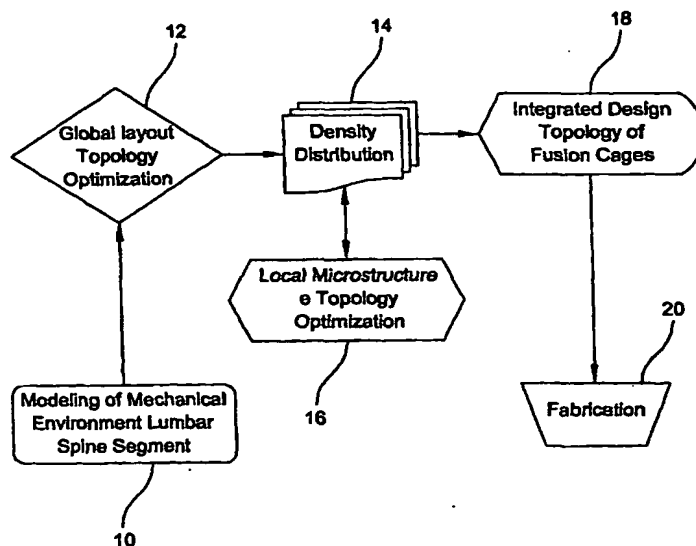 12
Global layout
Topology
Optimization
14
Density
Distribution
18
Integrated Design
Topology of
Fusion Cages
Local Microstructur
e Topology
Optimization
16
20
Fabrication
Modeling of Mechanical
Environment Lumbar
Spine Segment
10